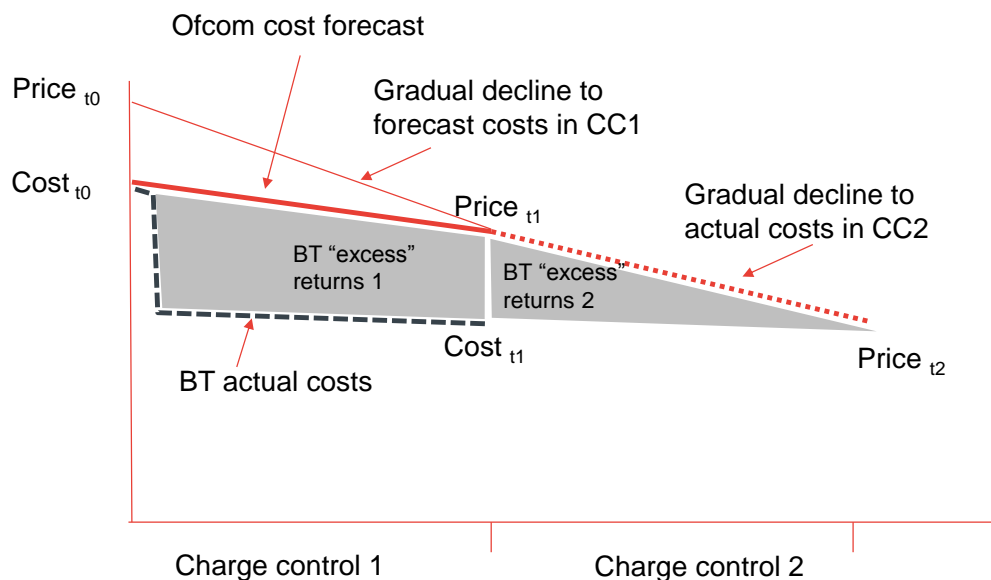 Ofcom cost forecast
Price t0
Gradual decline to
forecast costs in CC1
Cost t0
Price t1
Gradual decline to
actual costs in CC2
BT “excess”
returns 1
BT “excess”
returns 2
Cost t1
BT actual costs
Price t2
Charge control 1
Charge control 2